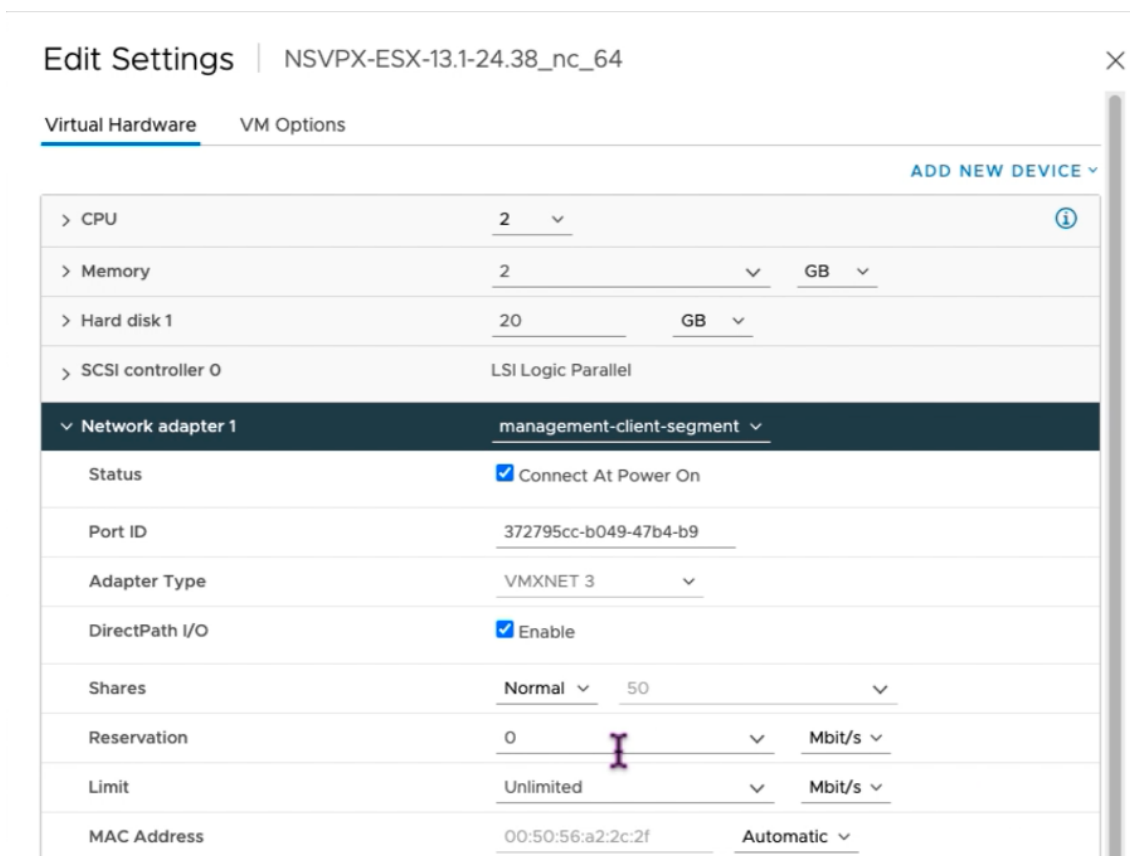 Edit Settings | NSVPX-ESX-13.1-24.38_nc_64
Virtual Hardware VM Options
ADD NEW DEVICE
CPU 2
Memory 2 GB
Hard disk 1 20 GB
SCSI controller 0 LSI Logic Parallel
Network adapter 1 management-client-segment
Status Connect At Power On
Port ID 372795cc-b049-47b4-b9
Adapter Type VMXNET 3
DirectPath I/O Enable
Shares Normal 50
Reservation 0 Mbit/s
Limit Unlimited Mbit/s
MAC Address 00:50:56:a2:2c:2f Automatic